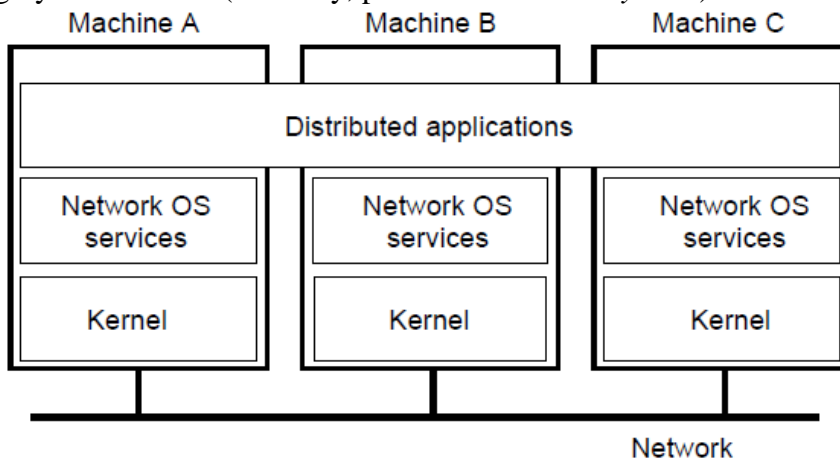 Machine A Machine B Machine C
Distributed applications
Network OS services Network OS services Network OS services
Kernel Kernel Kernel
Network